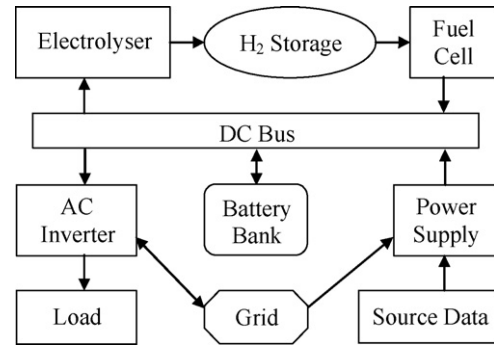 Electrolyser
H₂ Storage
Fuel
Cell
DC Bus
AC
Inverter
Battery
Bank
Power
Supply
Load
Grid
Source Data